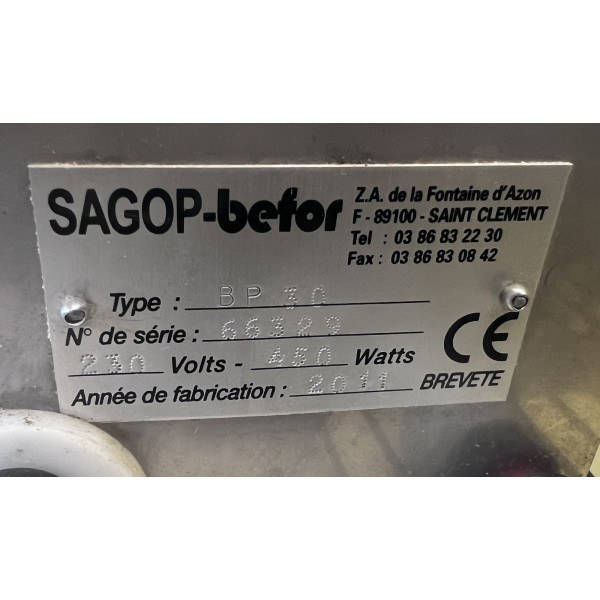 SAGOP-befor
Z.A. de la Fontaine d'Azon
F - 89100 - SAINT CLEMENT
Tel : 03 86 83 22 30
Fax : 03 86 83 08 42
Type : BP 30
N° de série : 66329
230 Volts - 450 Watts
Année de fabrication : 2011
CE
BREVETE